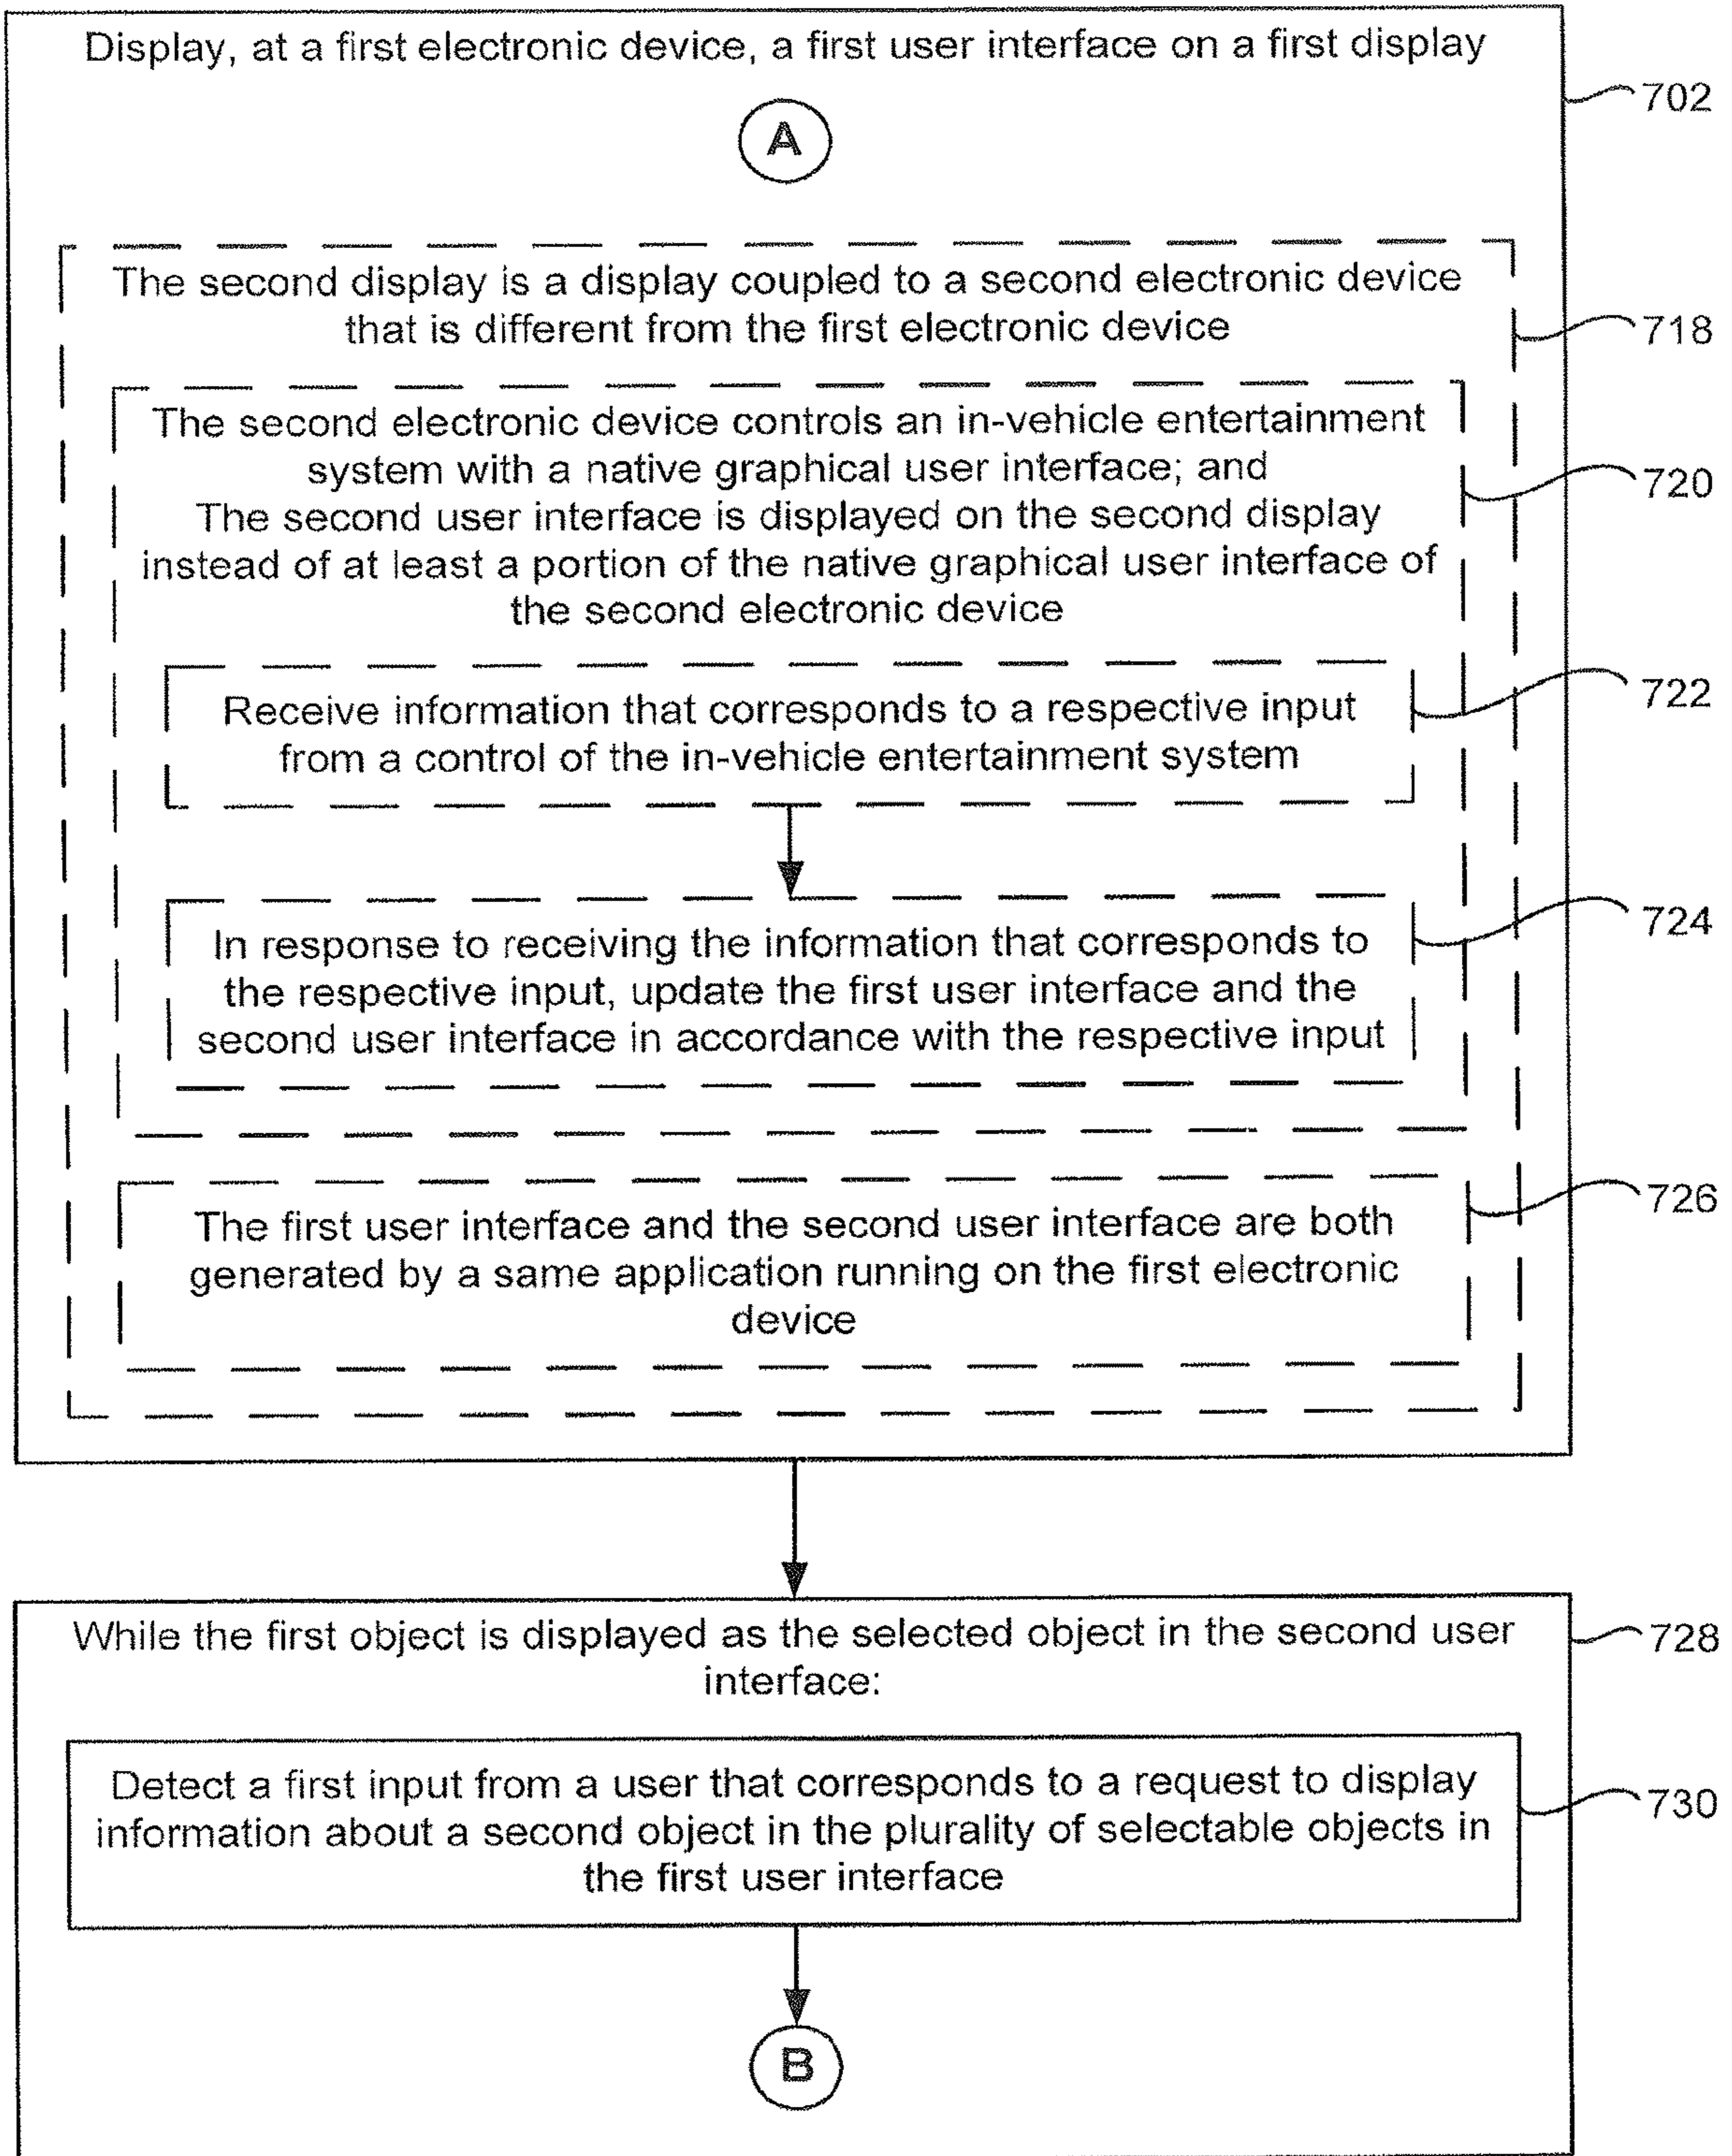 Display, at a first electronic device, a first user interface on a first display
702
A
The second display is a display coupled to a second electronic device
that is different from the first electronic device
718
The second electronic device controls an in-vehicle entertainment
system with a native graphical user interface; and
The second user interface is displayed on the second display
instead of at least a portion of the native graphical user interface of
the second electronic device
720
Receive information that corresponds to a respective input
from a control of the in-vehicle entertainment system
722
In response to receiving the information that corresponds to
the respective input, update the first user interface and the
second user interface in accordance with the respective input
724
The first user interface and the second user interface are both
generated by a same application running on the first electronic
device
726
While the first object is displayed as the selected object in the second user
interface:
728
Detect a first input from a user that corresponds to a request to display
information about a second object in the plurality of selectable objects in
the first user interface
730
B